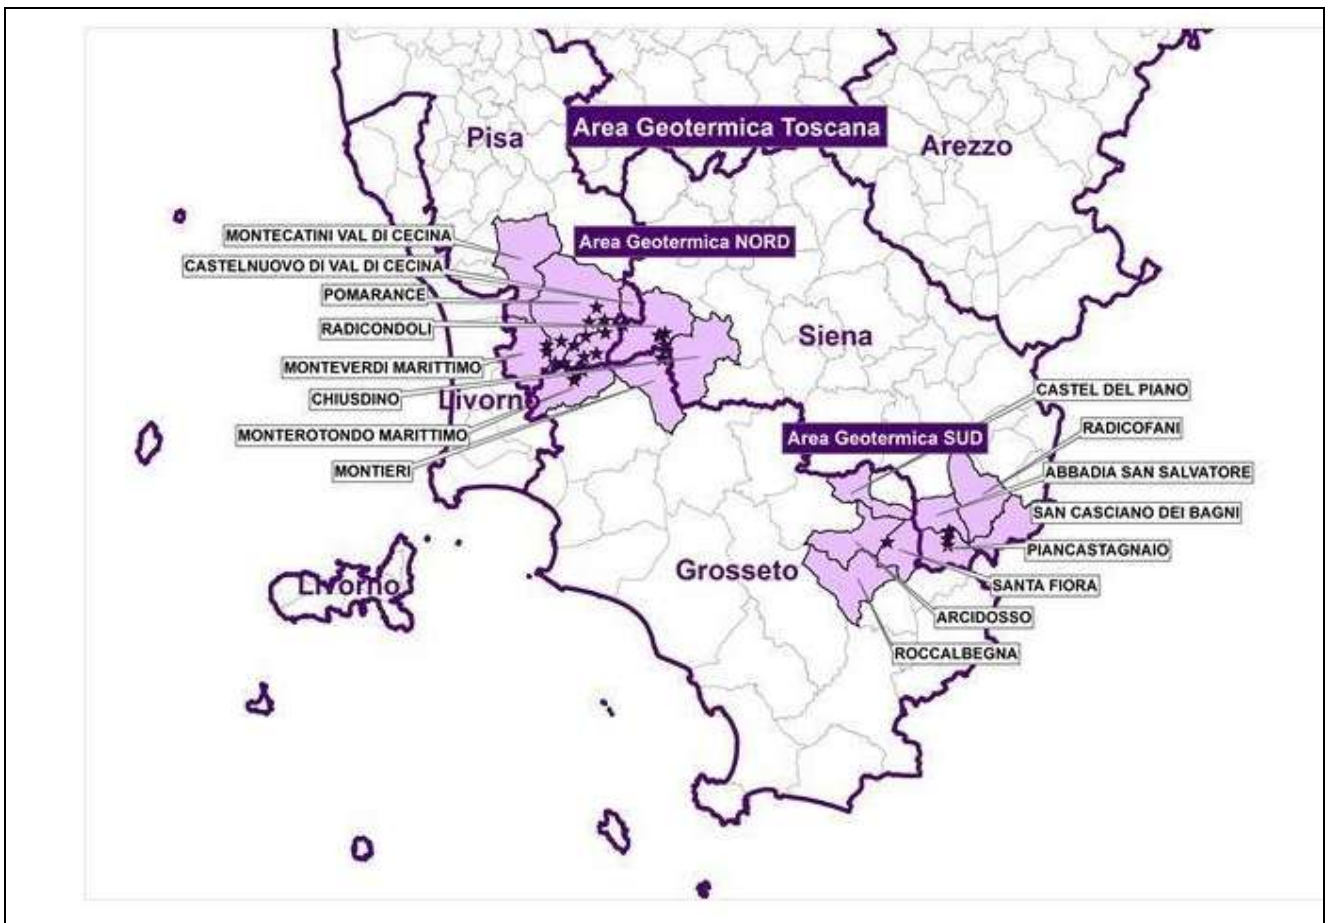 Area Geotermica Toscana
Pisa
Arezzo
MONTECATINI VAL DI CECINA
Area Geotermica NORD
CASTELNUOVO DI VAL DI CECINA
POMARANCE
RADICONDOLI
Siena
MONTEVERDI MARITTIMO
CHIUSDINO
Livorno
MONTEROTONDO MARITTIMO
MONTIERI
CASTEL DEL PIANO
Area Geotermica SUD
RADICOFANI
ABBADIA SAN SALVATORE
SAN CASCIANO DEI BAGNI
PIANCASTAGNAIO
Grosseto
Livorno
SANTA FIORA
ARCIDOSSO
ROCCALBEGNA